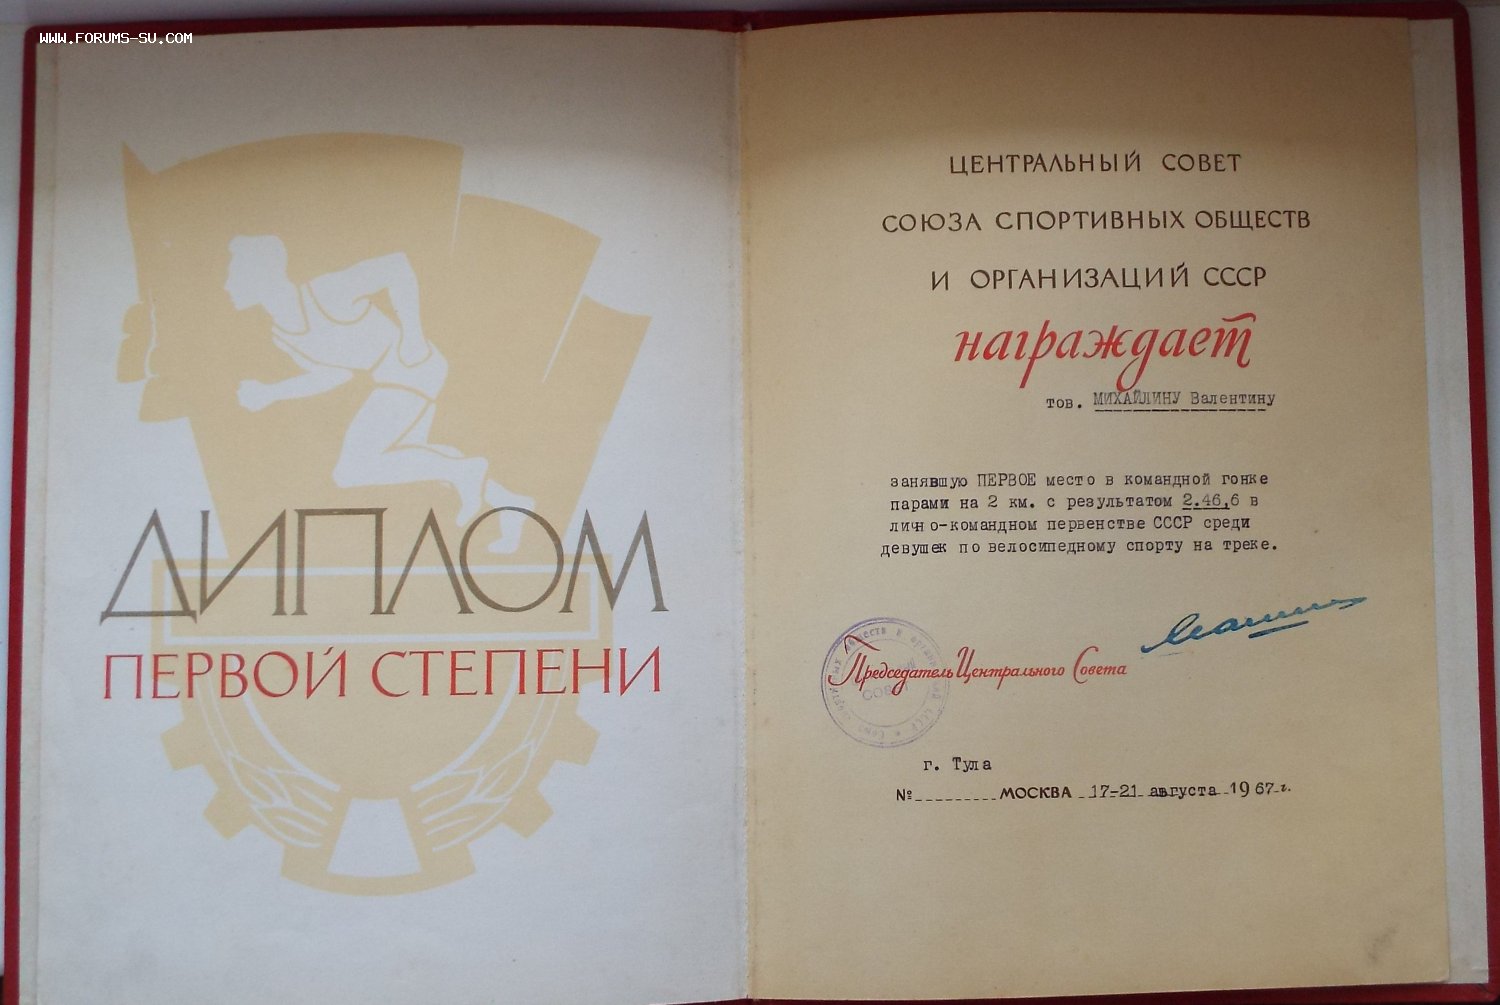 WWW.FORUMS-SU.COM
ДИПЛОМ
ПЕРВОЙ СТЕПЕНИ
ЦЕНТРАЛЬНЫЙ СОВЕТ
СОЮЗА СПОРТИВНЫХ ОБЩЕСТВ
И ОРГАНИЗАЦИЙ СССР
награждает
тов. МИХАЙЛИНУ Валентину
занявшую ПЕРВОЕ место в командной гонке
парами на 2 км. с результатом 2.46,6 в
лично-командном первенстве СССР среди
девушек по велосипедному спорту на треке.
Председатель Центрального Совета
г. Тула
№ МОСКВА 17-21 августа 1967 г.